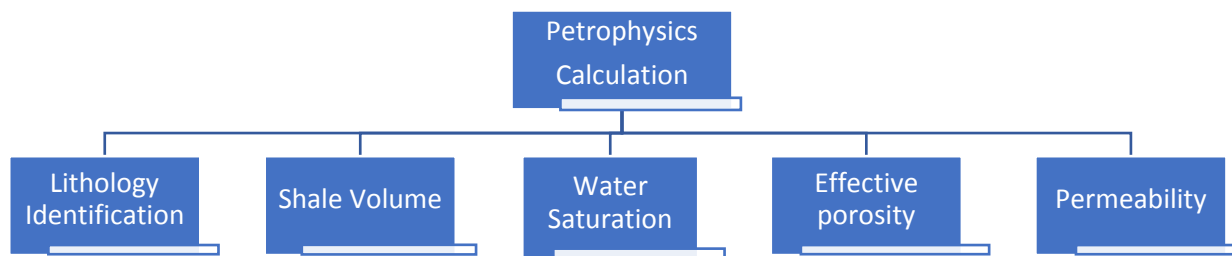 Petrophysics
Calculation
Lithology
Identification
Shale Volume
Water
Saturation
Effective
porosity
Permeability